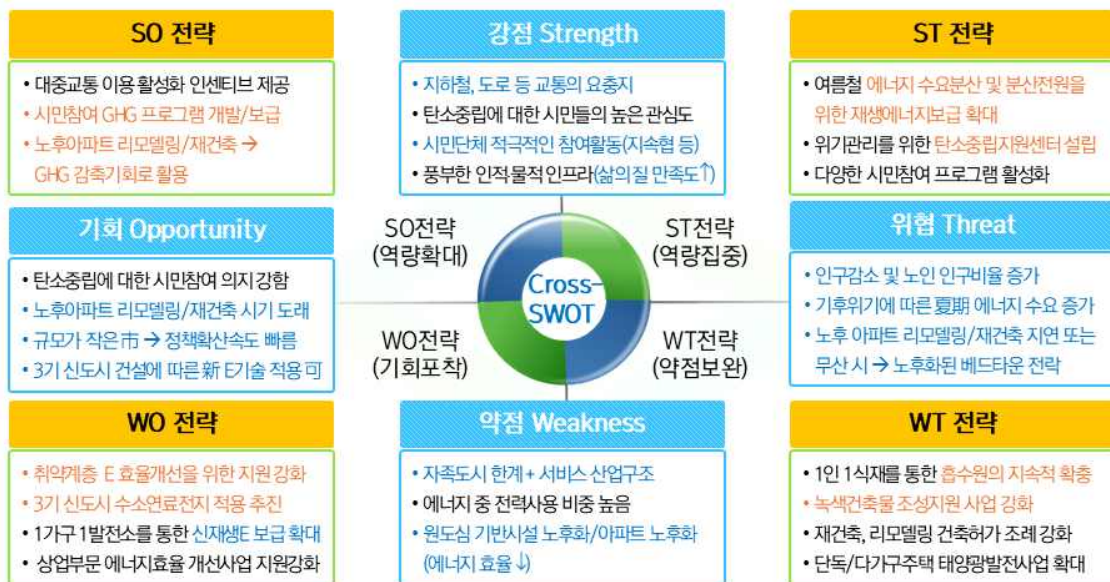 SO 전략
• 대중교통 이용 활성화 인센티브 제공
• 시민참여 GHG 프로그램 개발/보급
• 노후아파트 리모델링/재건축 →
GHG 감축기회로 활용
강점 Strength
• 지하철, 도로 등 교통의 요충지
• 탄소중립에 대한 시민들의 높은 관심도
• 시민단체 적극적인 참여활동(지속협 등)
• 풍부한 인적·물적 인프라(삶의 질 만족도↑)
ST 전략
• 여름철 에너지 수요분산 및 분산전원을
위한 재생에너지보급 확대
• 위기관리를 위한 탄소중립지원센터 설립
• 다양한 시민참여 프로그램 활성화
기회 Opportunity
• 탄소중립에 대한 시민참여 의지 강함
• 노후아파트 리모델링/재건축 시기 도래
• 규모가 작은 市 → 정책확산속도 빠름
• 3기 신도시 건설에 따른 新 E기술 적용 可
SO전략
(역량확대)
ST전략
(역량집중)
Cross-
SWOT
WO전략
(기회포착)
WT전략
(약점보완)
위협 Threat
• 인구감소 및 노인 인구비율 증가
• 기후위기에 따른 夏期 에너지 수요 증가
• 노후 아파트 리모델링/재건축 지연 또는
무산 시 → 노후화된 베드타운 전락
WO 전략
• 취약계층 E 효율개선을 위한 지원 강화
• 3기 신도시 수소연료전지 적용 추진
• 1가구 1발전소를 통한 신재생E 보급 확대
• 상업부문 에너지효율 개선사업 지원강화
약점 Weakness
• 자족도시 한계 + 서비스 산업구조
• 에너지 중 전력사용 비중 높음
• 원도심 기반시설 노후화/아파트 노후화
(에너지 효율 ↓)
WT 전략
• 1인 1식재를 통한 흡수원의 지속적 확충
• 녹색건축물 조성지원 사업 강화
• 재건축, 리모델링 건축허가 조례 강화
• 단독/다가구주택 태양광발전사업 확대